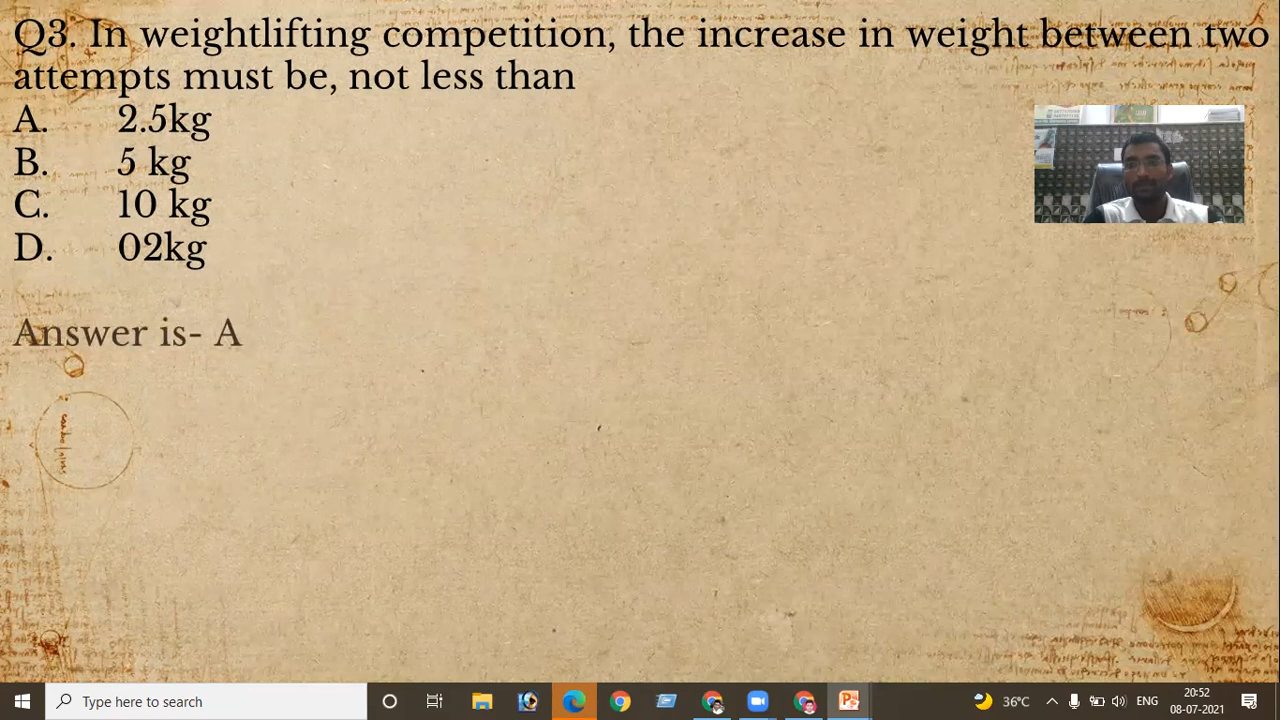 Q3. In weightlifting competition, the increase in weight between two
attempts must be, not less than
A. 2.5kg
B. 5 kg
C. 10 kg
D. 02kg
Answer is- A
Type here to search
36°C
ENG
20:52
08-07-2021